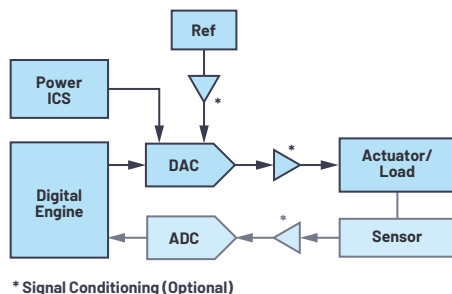 Ref
*
Power
ICS
DAC
*
Actuator/
Load
Digital
Engine
ADC
*
Sensor
* Signal Conditioning (Optional)